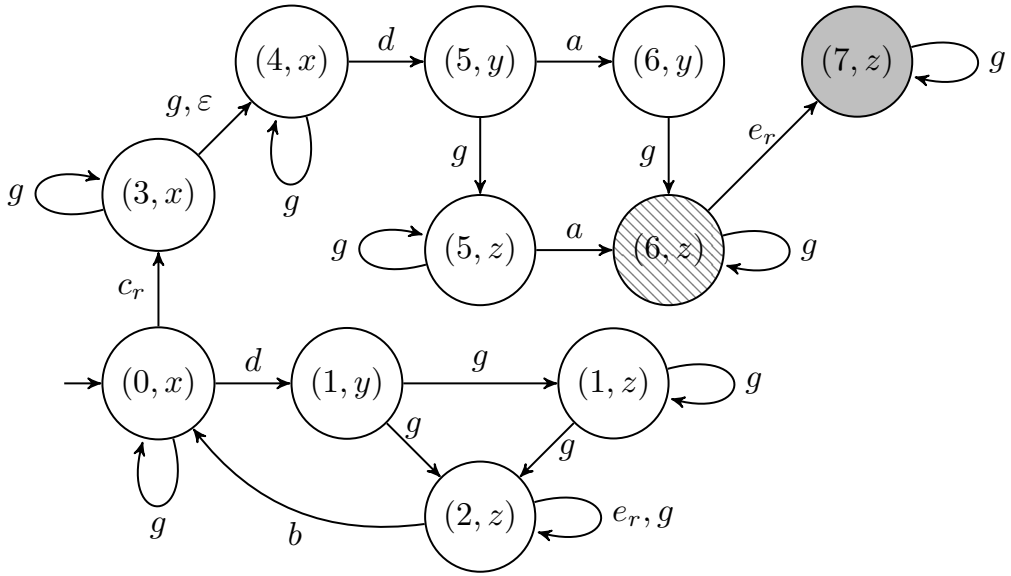 (4, x) d (5, y) a (6, y) (7, z) g
g, ε g g g e_r
g (3, x)
g (5, z) a (6, z) g
c_r
(0, x) d (1, y) g (1, z) g
g g g
(2, z) e_r, g
b